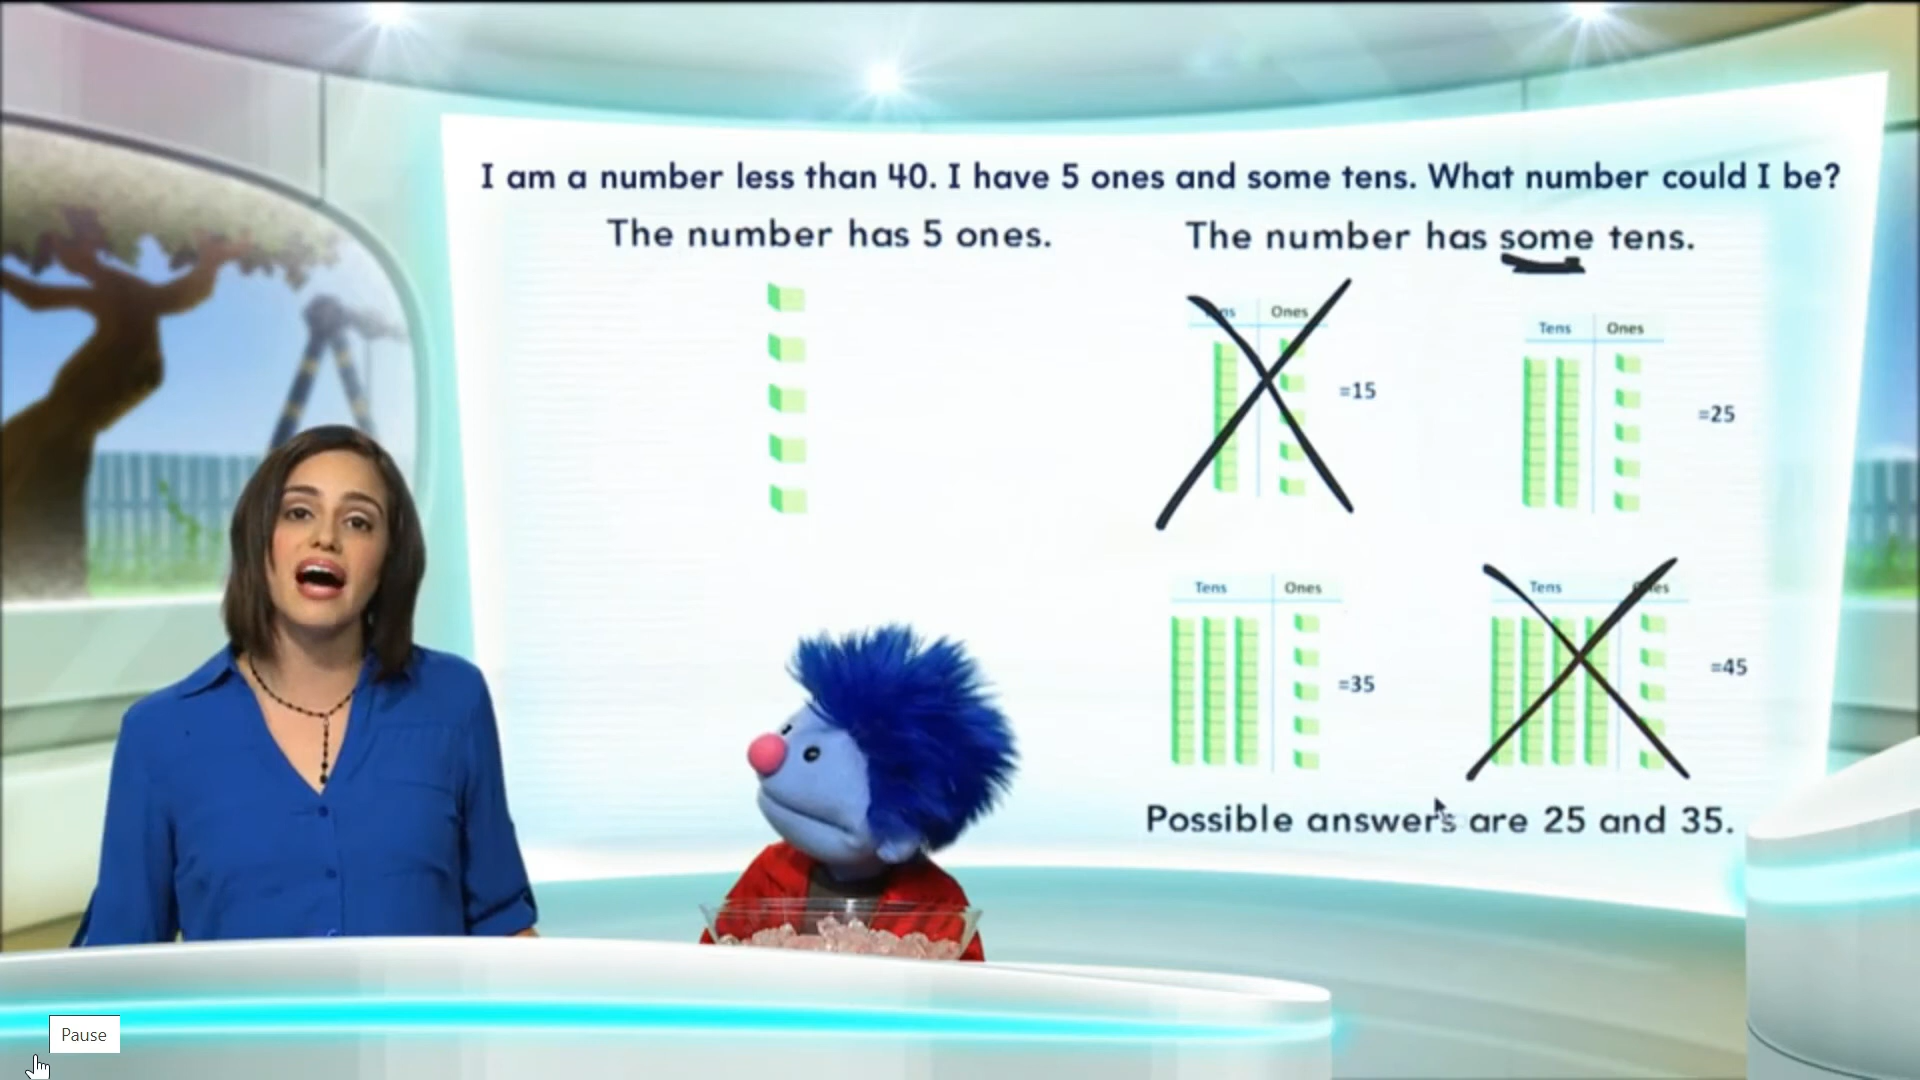 I am a number less than 40. I have 5 ones and some tens. What number could I be?
The number has 5 ones.
The number has some tens.
Ones
=15
Tens Ones
=25
Tens Ones
=35
Tens
=45
Possible answers are 25 and 35.
Pause